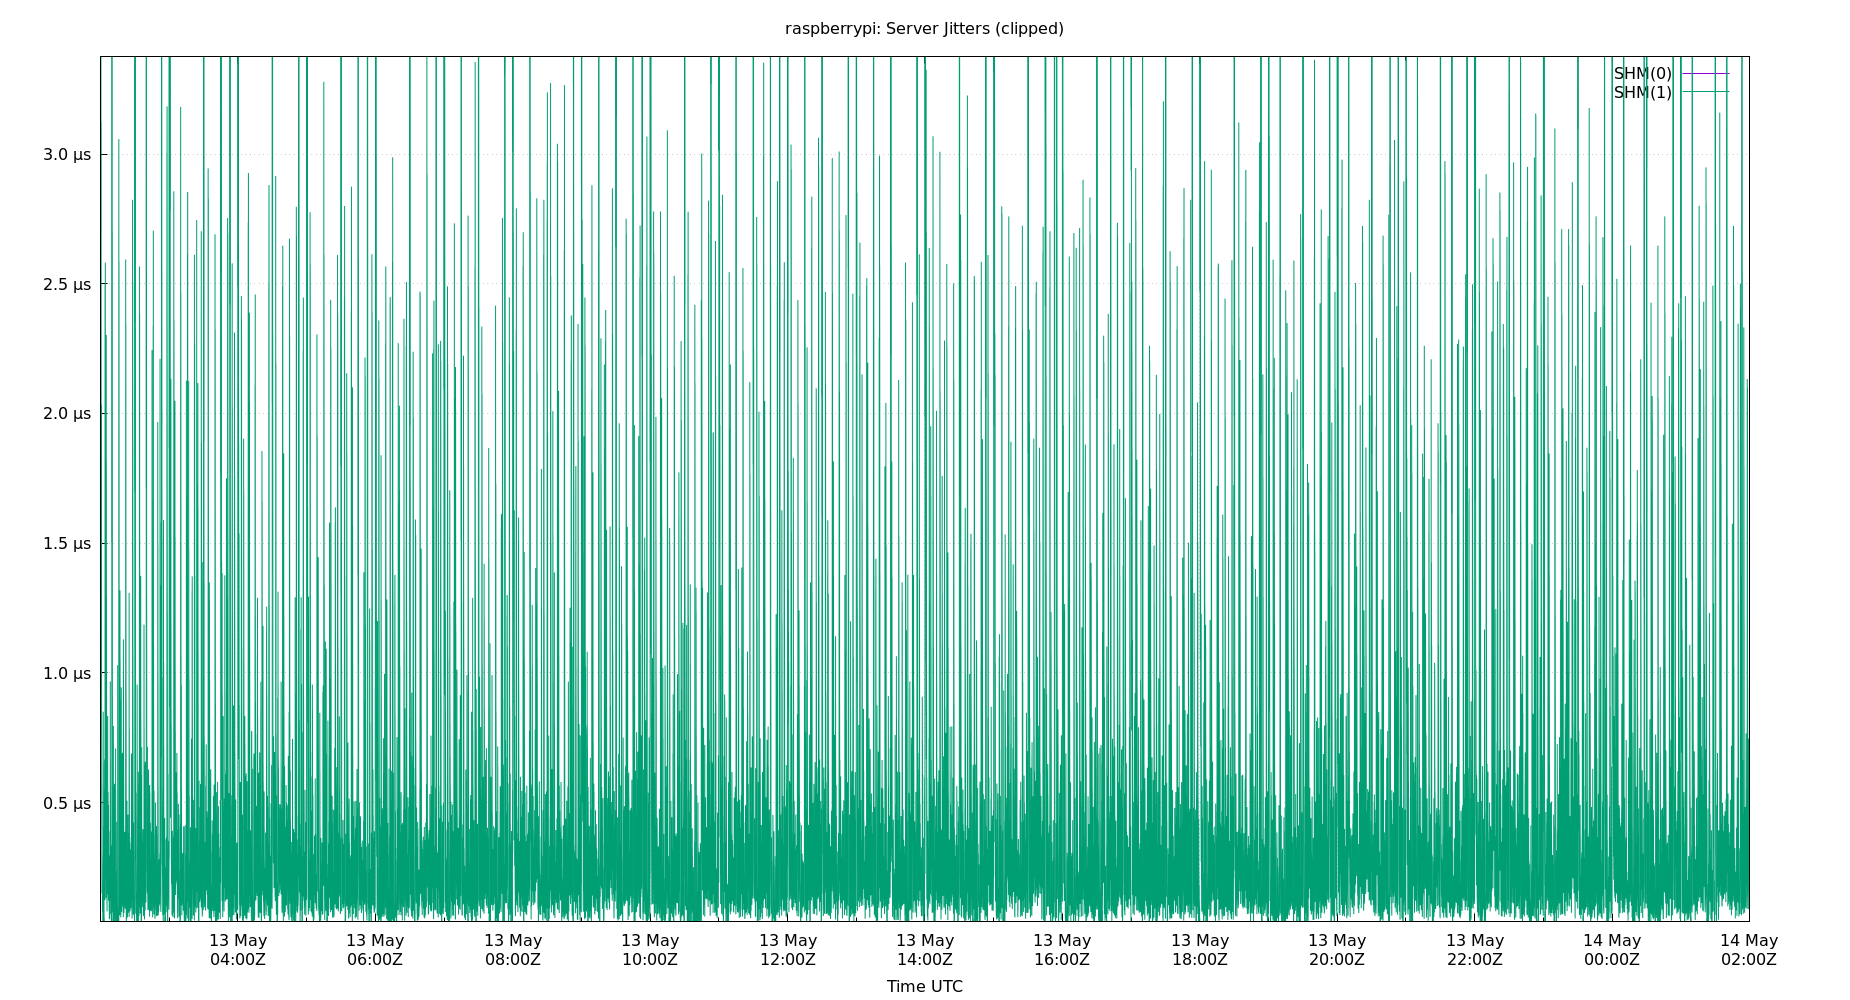 raspberrypi: Server Jitters (clipped)
SHM(0)
SHM(1)
3.0 µs
2.5 µs
2.0 µs
1.5 µs
1.0 µs
0.5 µs
13 May 13 May 13 May 13 May 13 May 13 May 13 May 13 May 13 May 13 May 14 May 14 May
04:00Z 06:00Z 08:00Z 10:00Z 12:00Z 14:00Z 16:00Z 18:00Z 20:00Z 22:00Z 00:00Z 02:00Z
Time UTC